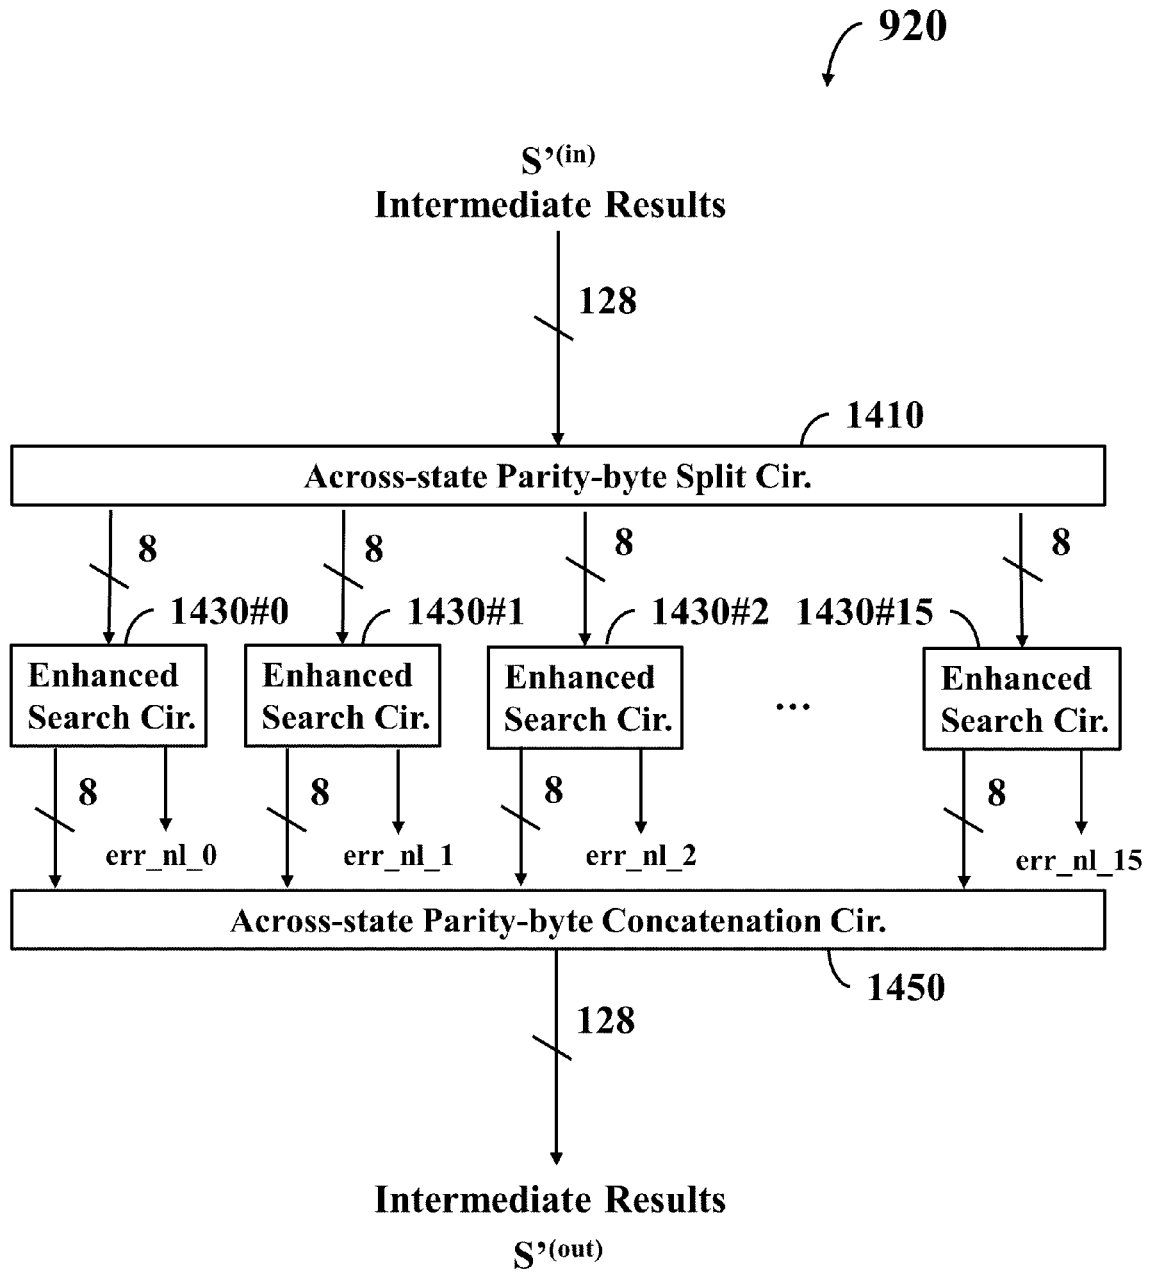 920
S’(in)
Intermediate Results
128
1410
Across-state Parity-byte Split Cir.
8 8 8 8
1430#0 1430#1 1430#2 1430#15
Enhanced Search Cir.
Enhanced Search Cir.
Enhanced Search Cir.
...
Enhanced Search Cir.
8 8 8 8
err_nl_0 err_nl_1 err_nl_2 err_nl_15
Across-state Parity-byte Concatenation Cir.
1450
128
Intermediate Results
S’(out)